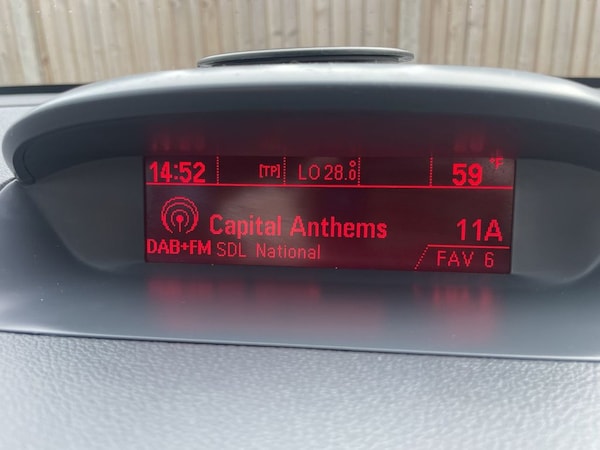 14:52 [TP] LO 28.0° 59 °F
Capital Anthems 11A
DAB+FM SDL National FAV 6